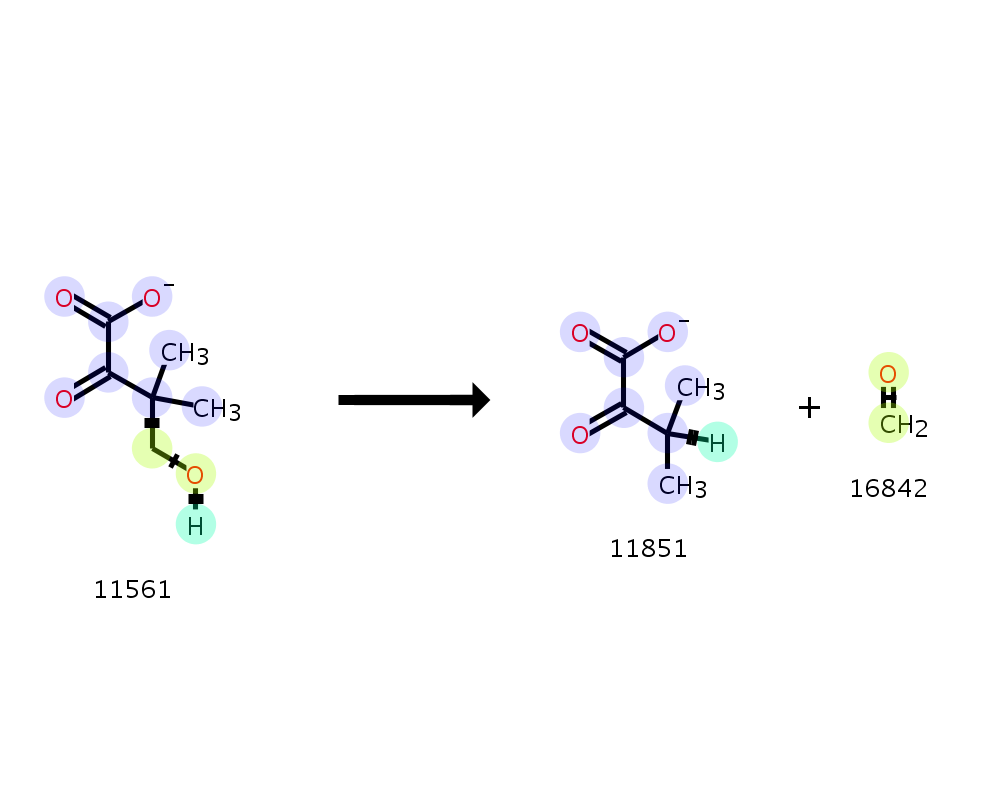 O O−
CH3
O CH3
O
H
11561
O O−
CH3
O H
CH3
11851
+
O
CH2
16842